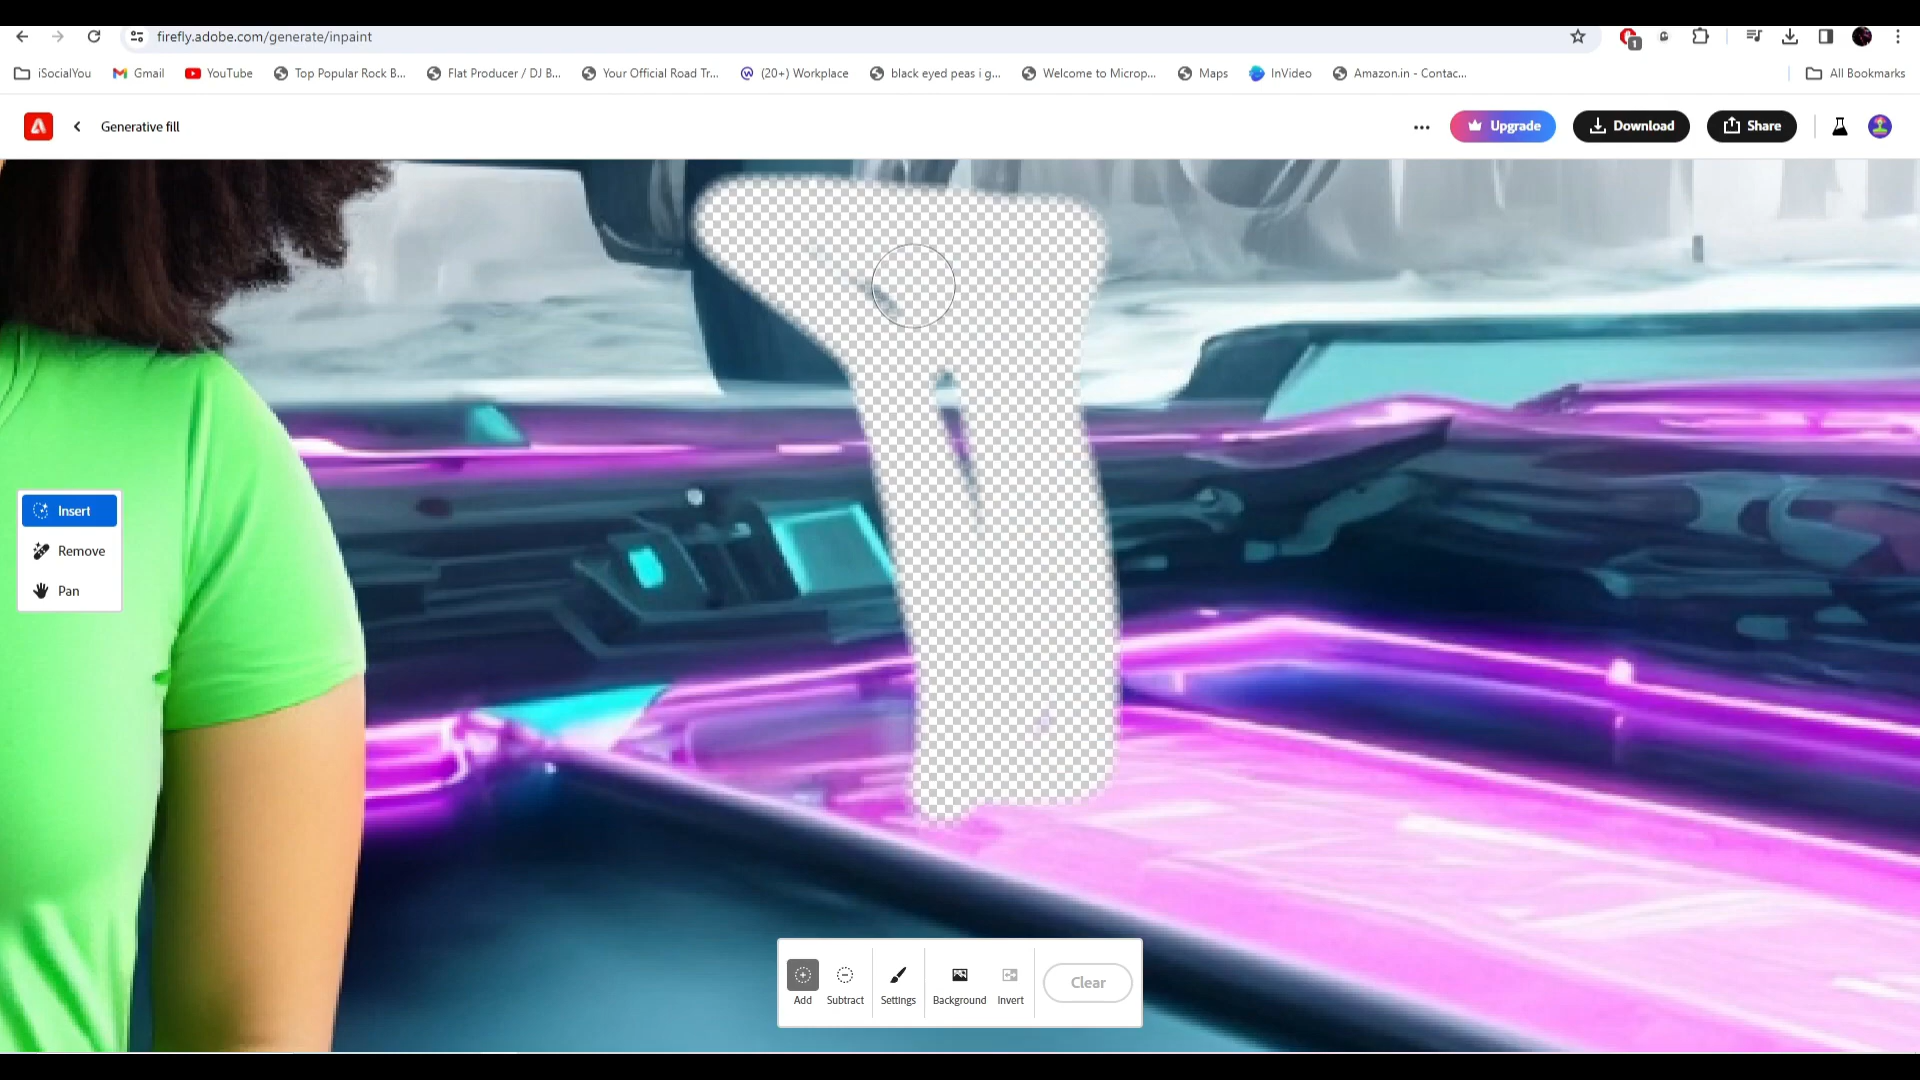 firefly.adobe.com/generate/inpaint
1
iSocialYou
Gmail
YouTube
Top Popular Rock B...
Flat Producer / DJ B...
Your Official Road Tr...
(20+) Workplace
black eyed peas i g...
Welcome to Microp...
Maps
InVideo
Amazon.in - Contac...
All Bookmarks
Generative fill
Upgrade
Download
Share
Insert
Remove
Pan
Add
Subtract
Settings
Background
Invert
Clear